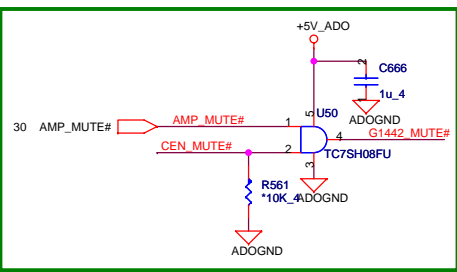 +5V_ADO
2
C666
1u_4
1
ADOGND
5
U50
30 AMP_MUTE#
AMP_MUTE#
1
4
G1442_MUTE#
CEN_MUTE#
2
TC7SH08FU
3
R561
*10K_4
ADOGND
ADOGND